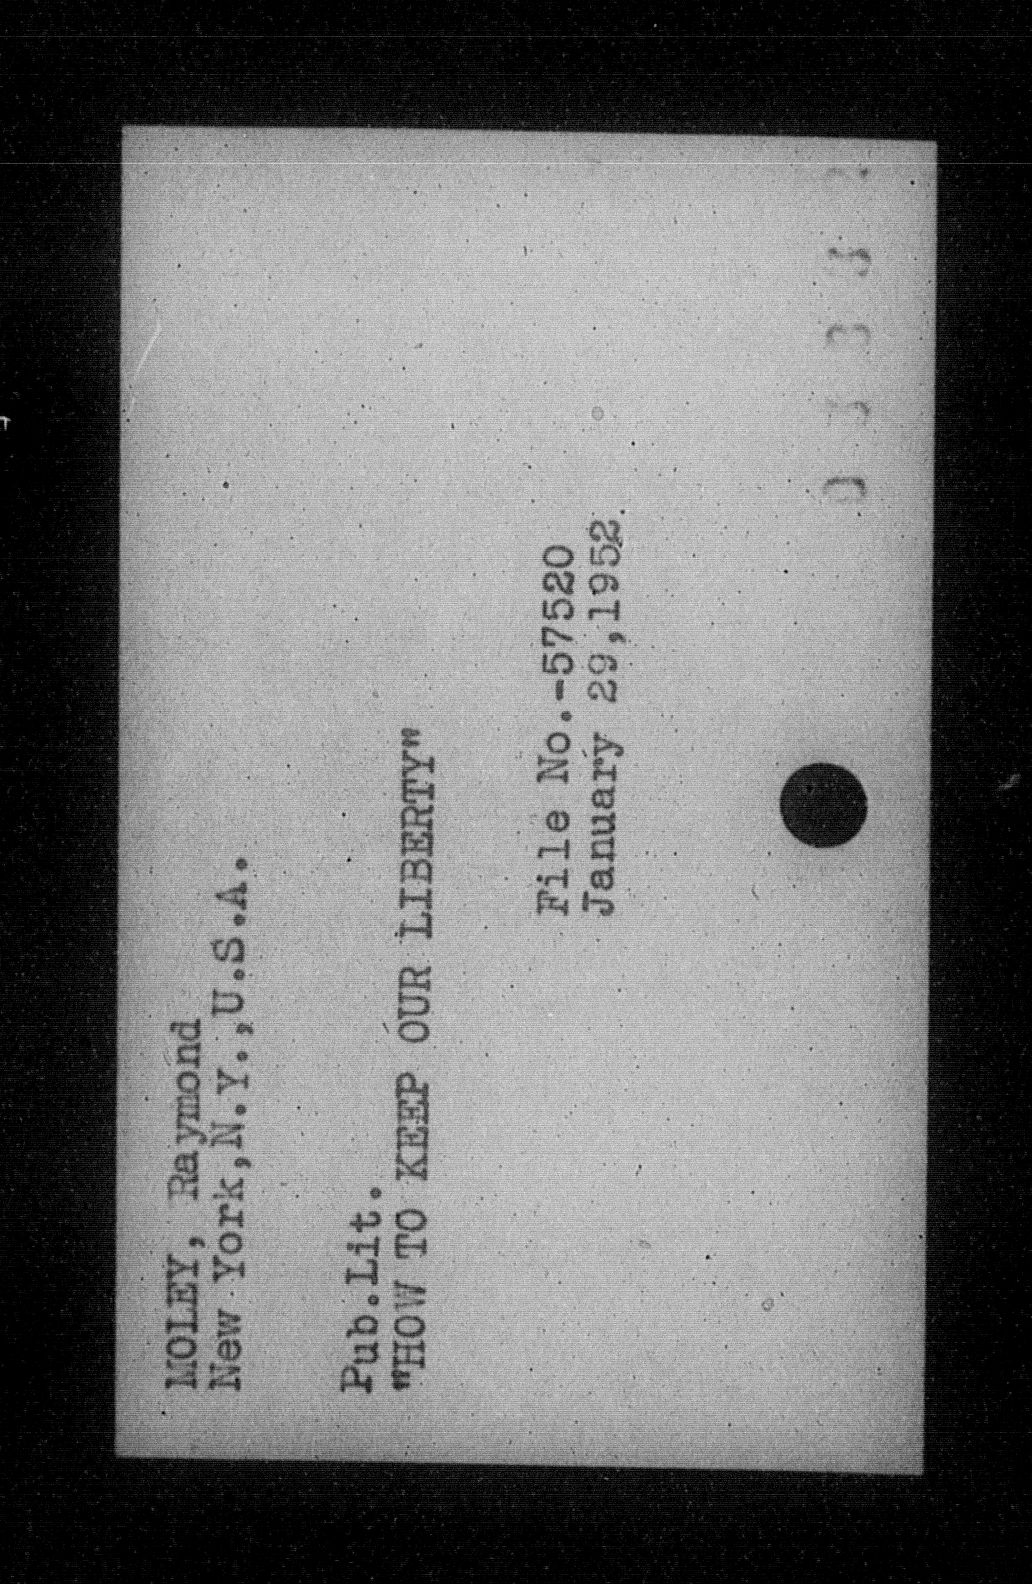 MOLEY, Raymond
New York,N.Y.,U.S.A.
Pub.Lit.
"HOW TO KEEP OUR LIBERTY"
File No.-57520
January 29,1952